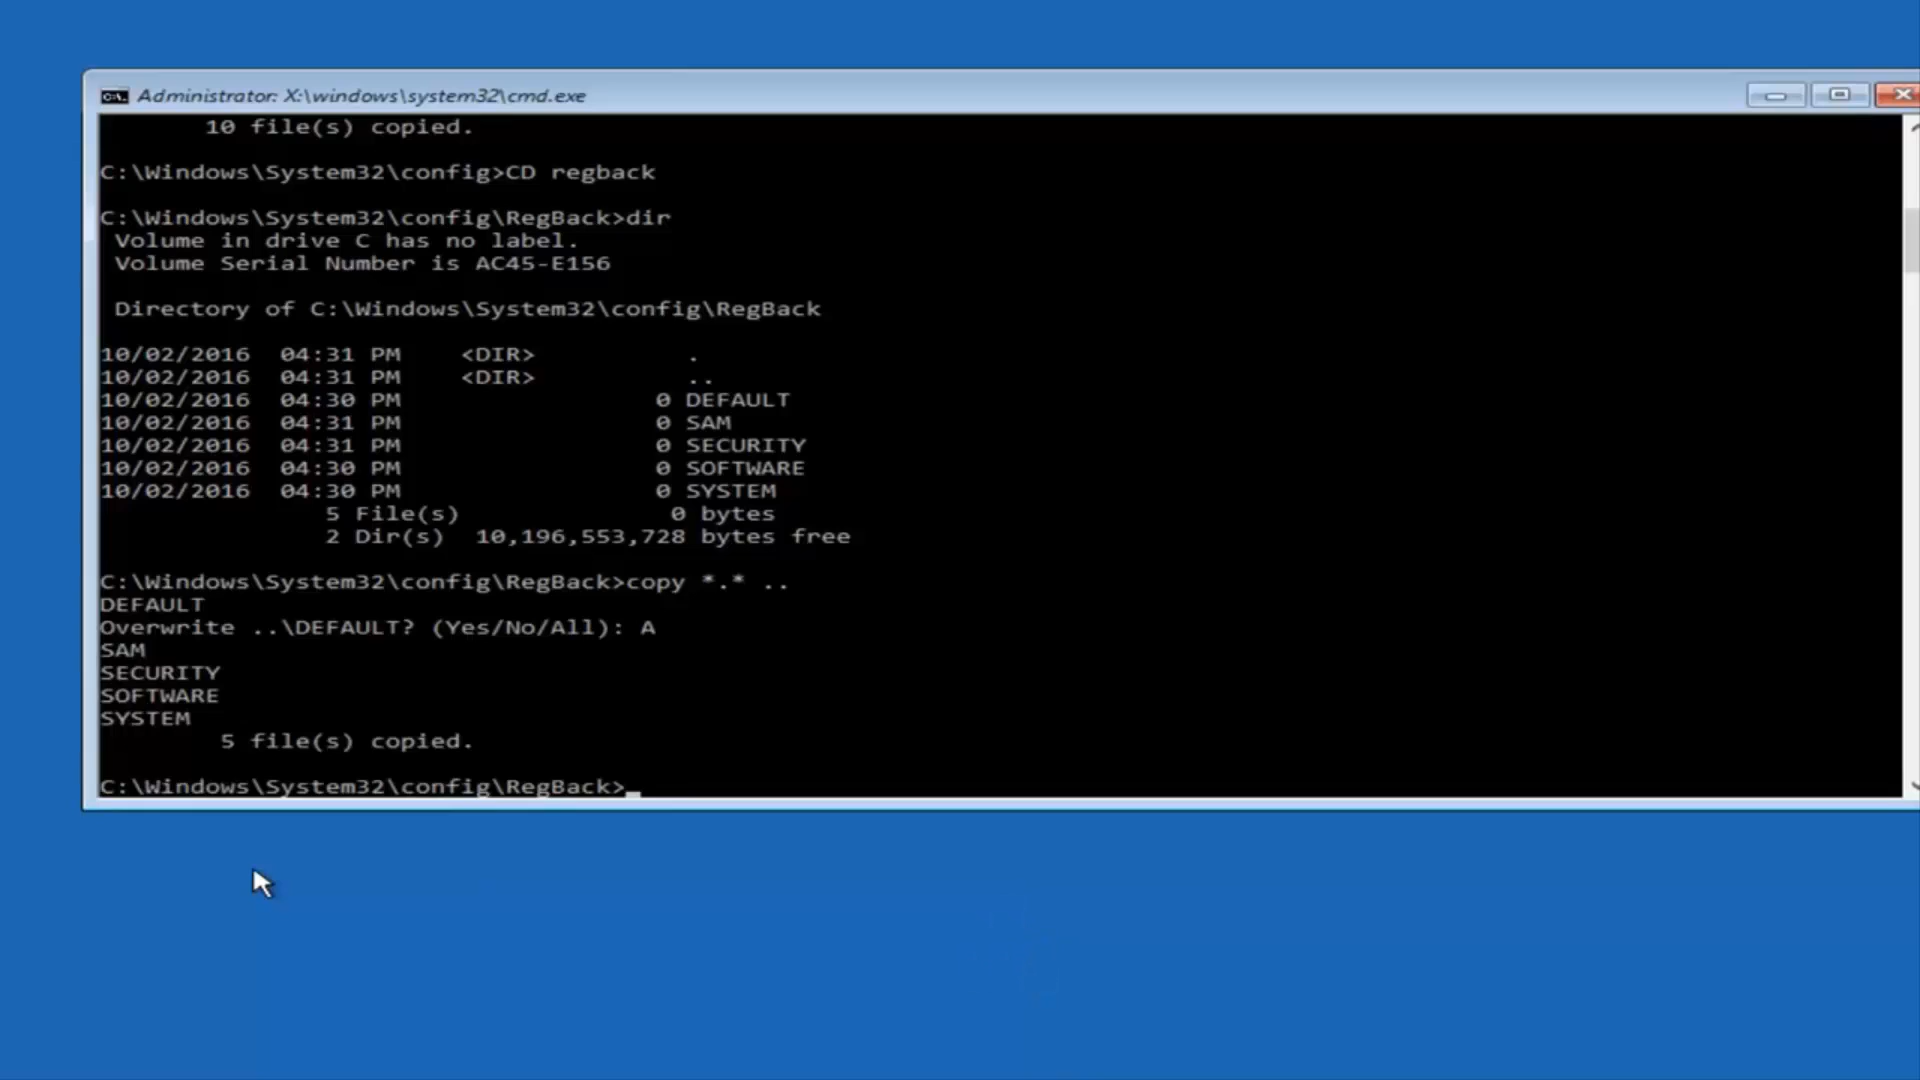 Administrator: X:\windows\system32\cmd.exe
10 file(s) copied.
C:\Windows\System32\config>CD regback
C:\Windows\System32\config\RegBack>dir
Volume in drive C has no label.
Volume Serial Number is AC45-E156
Directory of C:\Windows\System32\config\RegBack
10/02/2016 04:31 PM <DIR> .
10/02/2016 04:31 PM <DIR> ..
10/02/2016 04:30 PM 0 DEFAULT
10/02/2016 04:31 PM 0 SAM
10/02/2016 04:31 PM 0 SECURITY
10/02/2016 04:30 PM 0 SOFTWARE
10/02/2016 04:30 PM 0 SYSTEM
5 File(s) 0 bytes
2 Dir(s) 10,196,553,728 bytes free
C:\Windows\System32\config\RegBack>copy *.* ..
DEFAULT
Overwrite ..\DEFAULT? (Yes/No/All): A
SAM
SECURITY
SOFTWARE
SYSTEM
5 file(s) copied.
C:\Windows\System32\config\RegBack>_